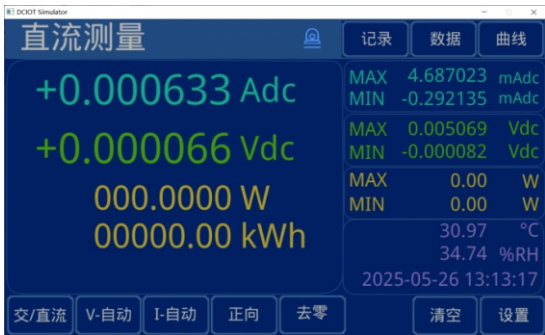 DCIOT Simulator
直流测量
记录 数据 曲线
+0.000633 Adc
+0.000066 Vdc
000.0000 W
00000.00 kWh
MAX 4.687023 mAdc
MIN -0.292135 mAdc
MAX 0.005069 Vdc
MIN -0.000082 Vdc
MAX 0.00 W
MIN 0.00 W
30.97 °C
34.74 %RH
2025-05-26 13:13:17
交/直流 V-自动 I-自动 正向 去零 清空 设置